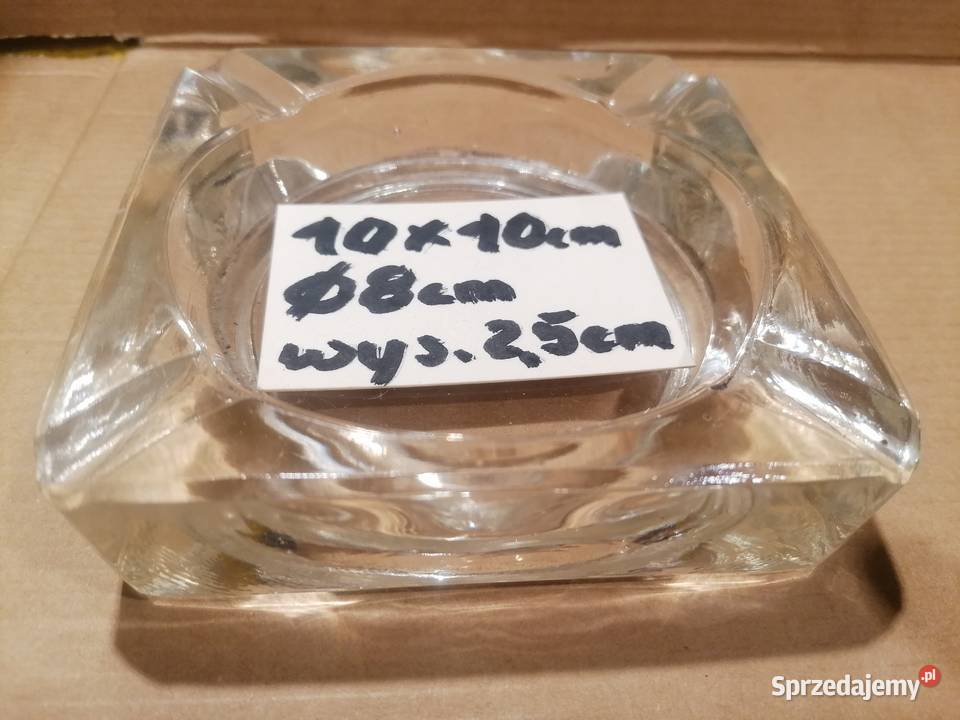 10x10cm
Ø8cm
wys. 2,5cm
Sprzedajemy.pl